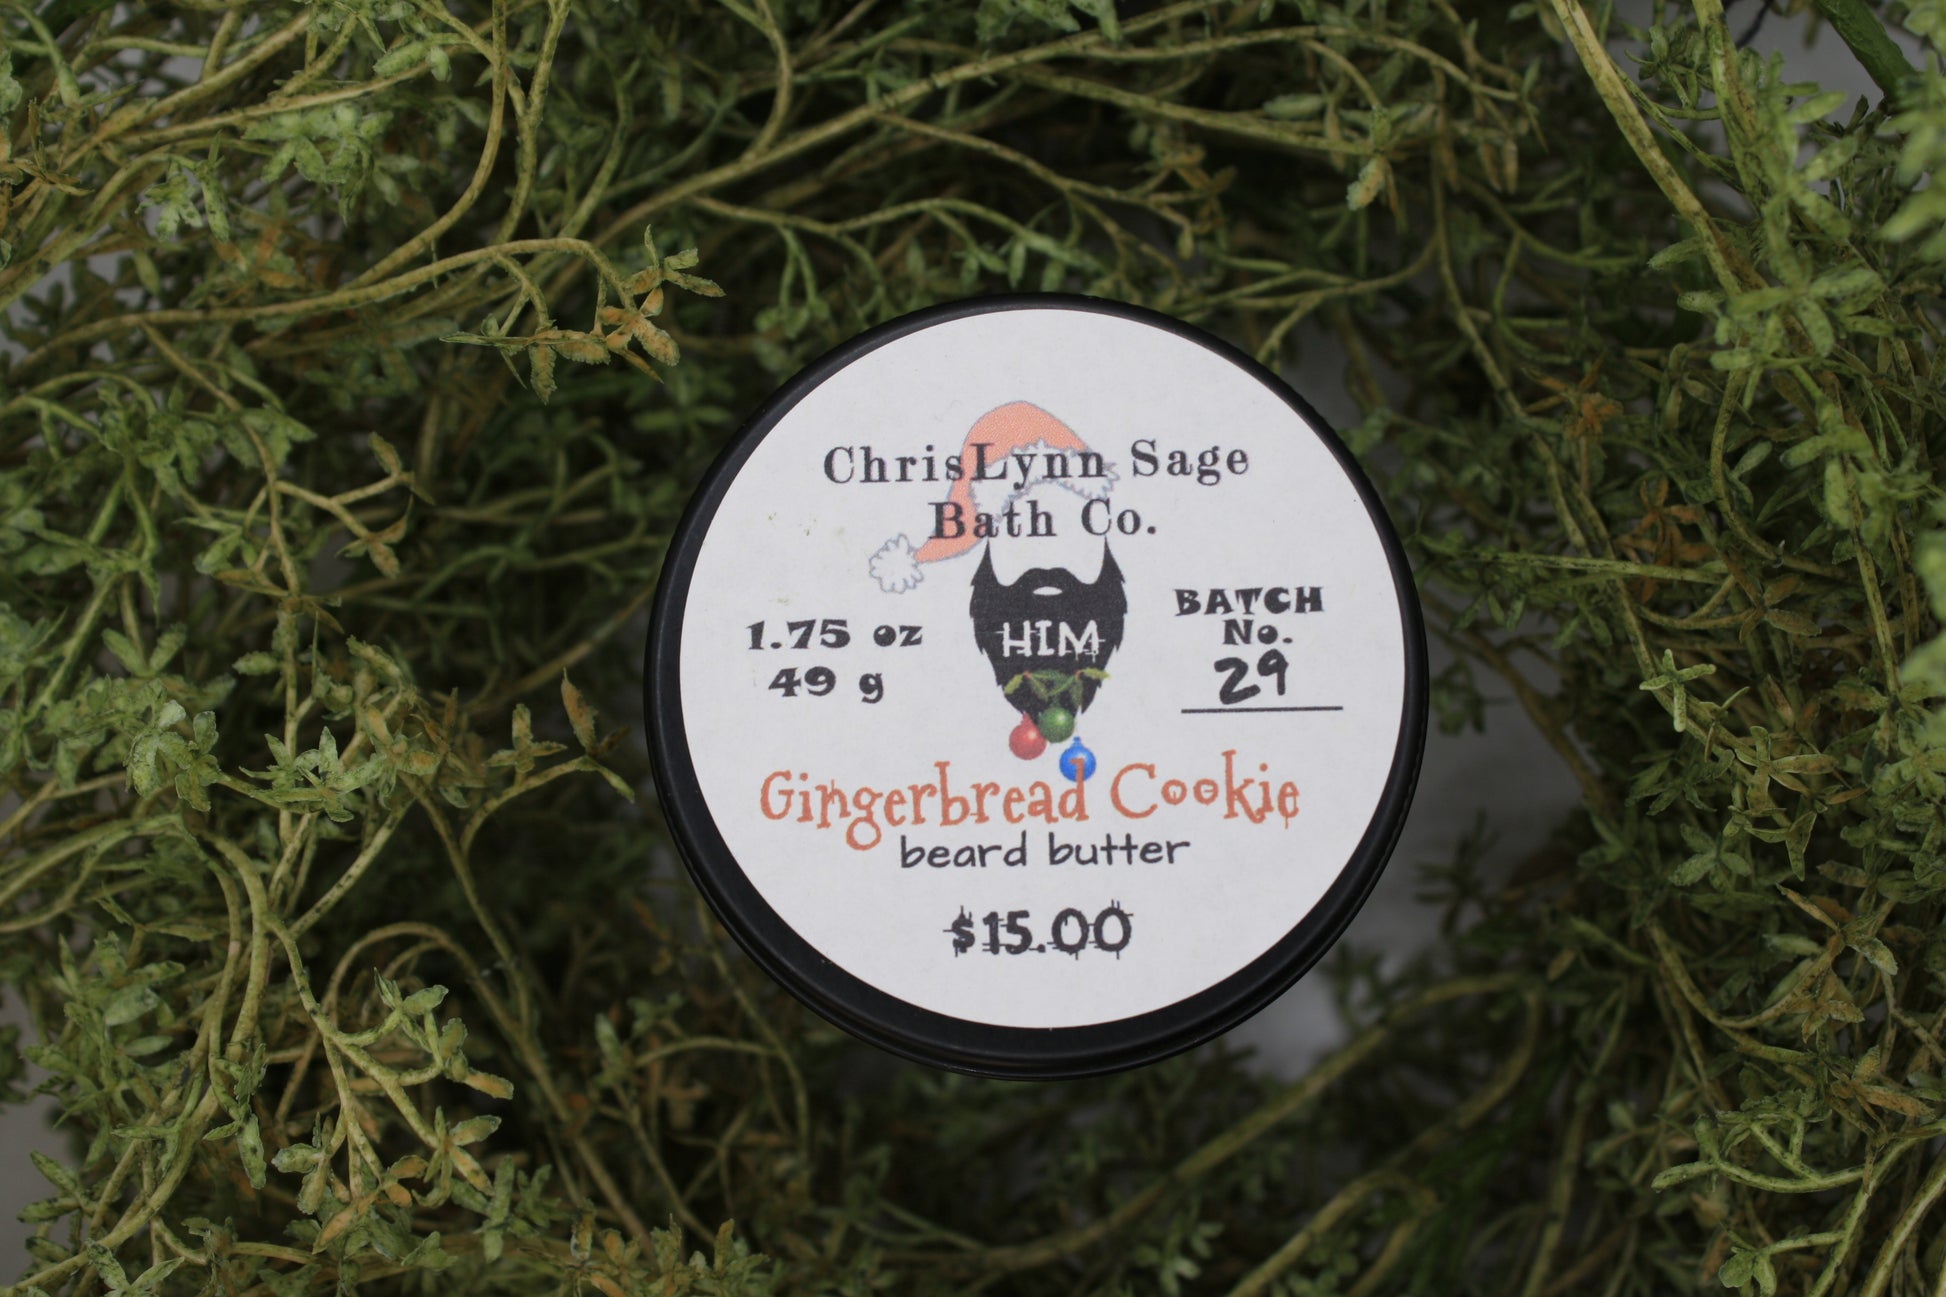 ChrisLynn Sage
Bath Co.
1.75 oz
49 g
HIM
BATCH
No.
29
Gingerbread Cookie
beard butter
$15.00